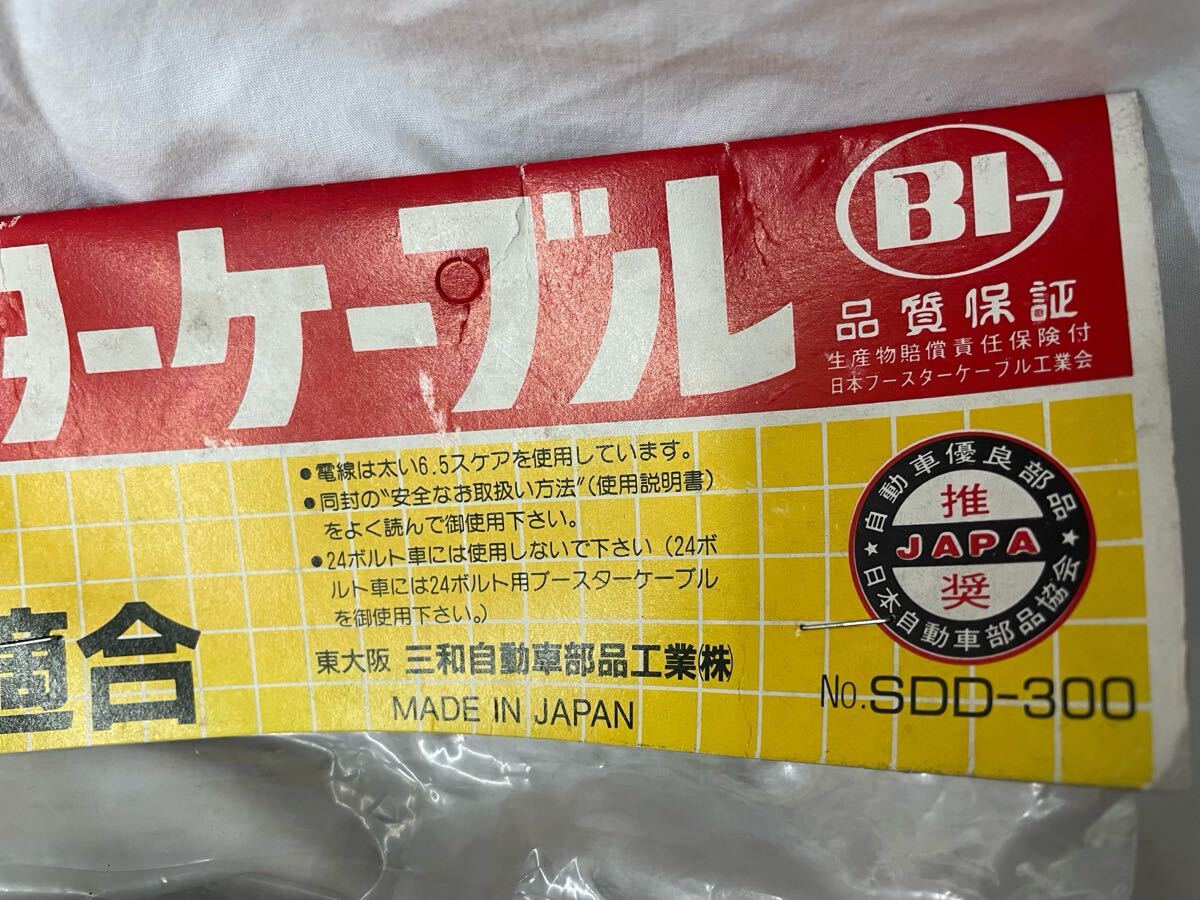 ターケーブル
BIG
品質保証
生産物賠償責任保険付
日本ブースターケーブル工業会
●電線は太い6.5スケアを使用しています。
●同封の"安全なお取扱い方法"(使用説明書)
をよく読んで御使用下さい。
●24ボルト車には使用しないで下さい(24ボ
ルト車には24ボルト用ブースターケーブル
を御使用下さい。)
適合
東大阪 三和自動車部品工業㈱
MADE IN JAPAN
★自動車優良部品★
推
JAPA
奨
日本自動車部品協会
No.SDD-300